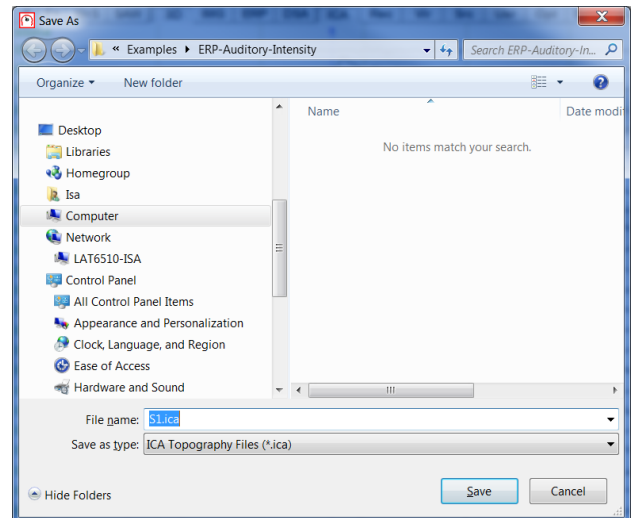 Save As
« Examples ERP-Auditory-Intensity Search ERP-Auditory-In...
Organize New folder
Name Date modi
No items match your search.
Desktop
Libraries
Homegroup
Isa
Computer
Network
LAT6510-ISA
Control Panel
All Control Panel Items
Appearance and Personalization
Clock, Language, and Region
Ease of Access
Hardware and Sound
File name: S1.ica
Save as type: ICA Topography Files (*.ica)
Hide Folders Save Cancel